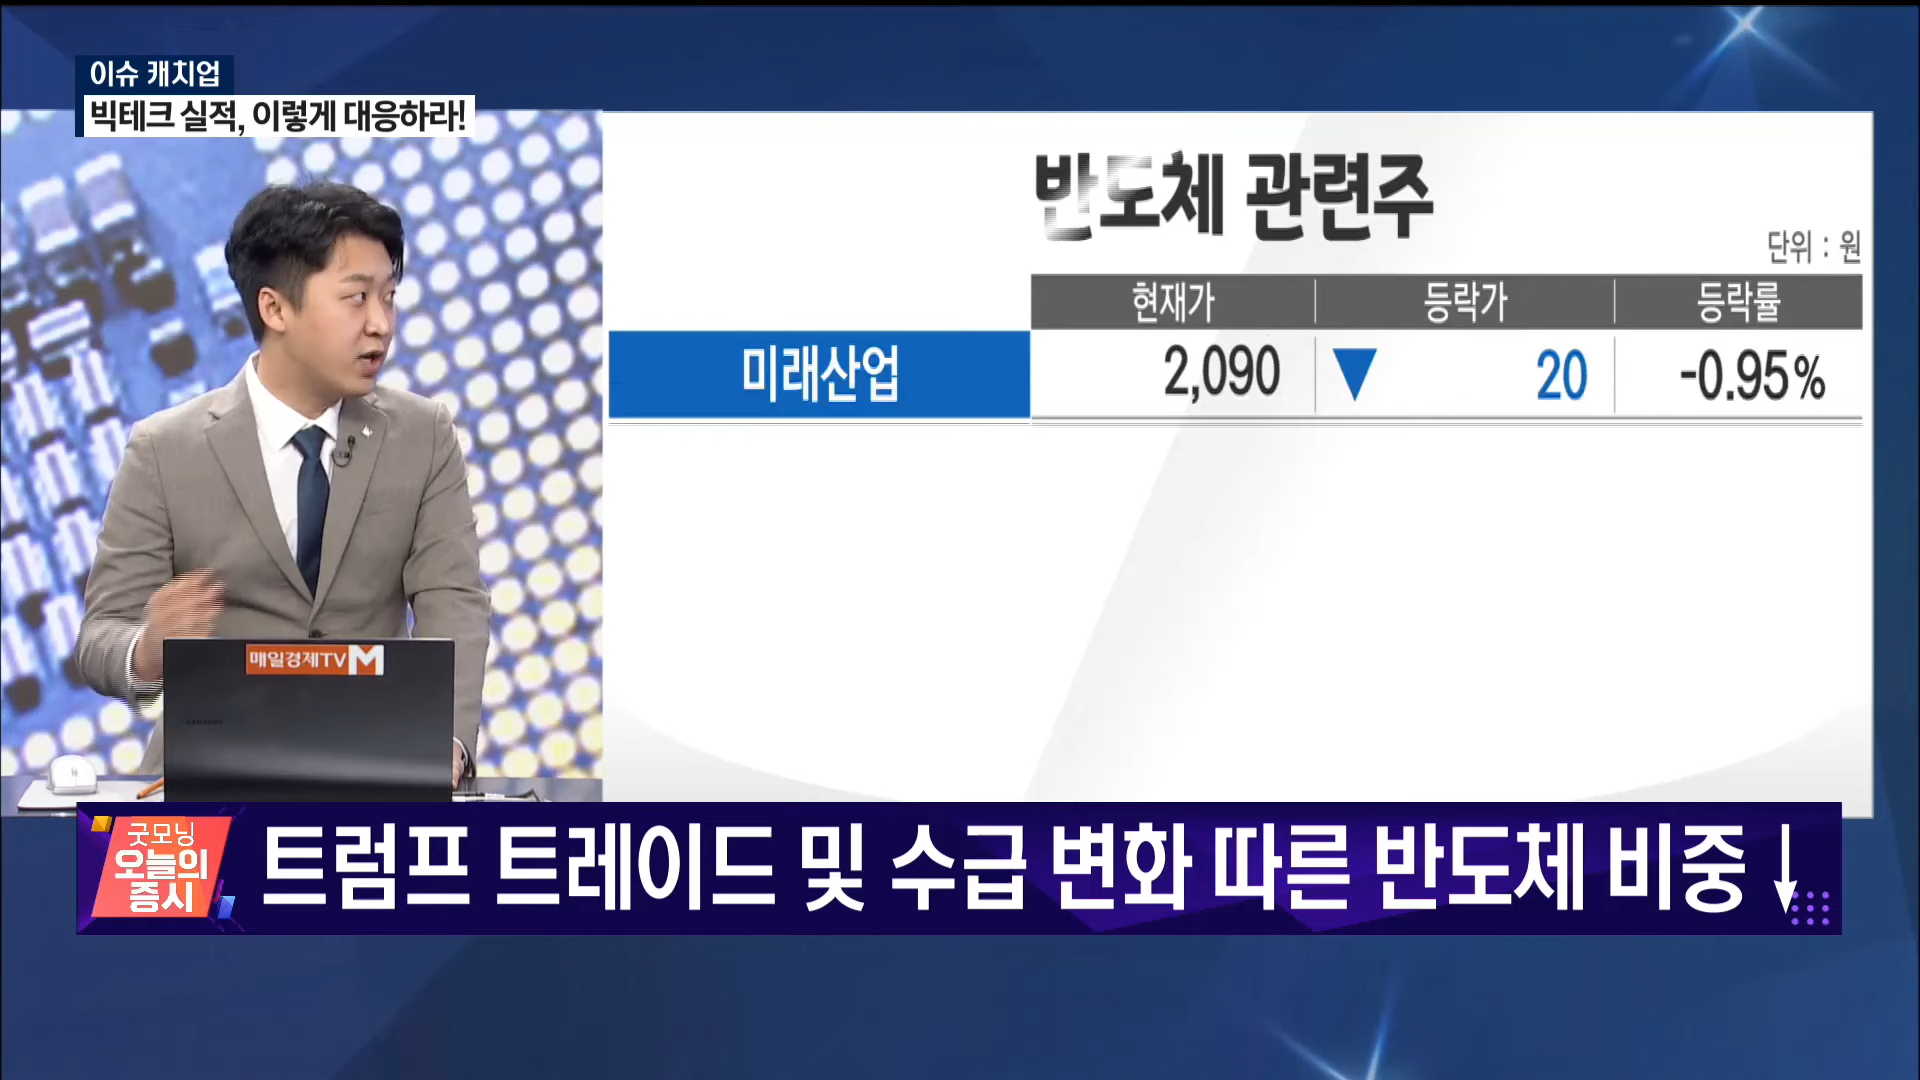 이슈 캐치업
빅테크 실적, 이렇게 대응하라!
반도체 관련주
단위 : 원
현재가 등락가 등락률
미래산업 2,090 ▼ 20 -0.95%
매일경제TV M
SAMSUNG
굿모닝
오늘의
증시
트럼프 트레이드 및 수급 변화 따른 반도체 비중↓